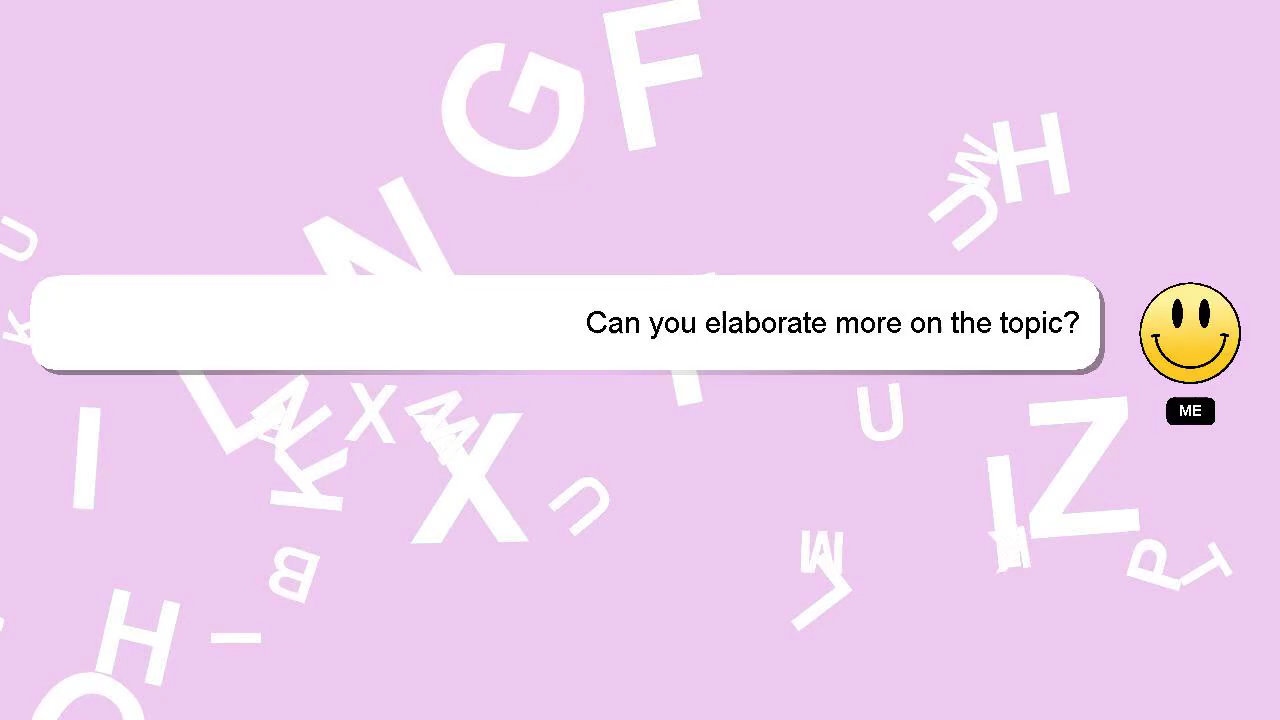 G F
H
W
U
U
N
K
Can you elaborate more on the topic?
ME
L
X
U
Z
I
K
X
I
U
B
P
T
H
I